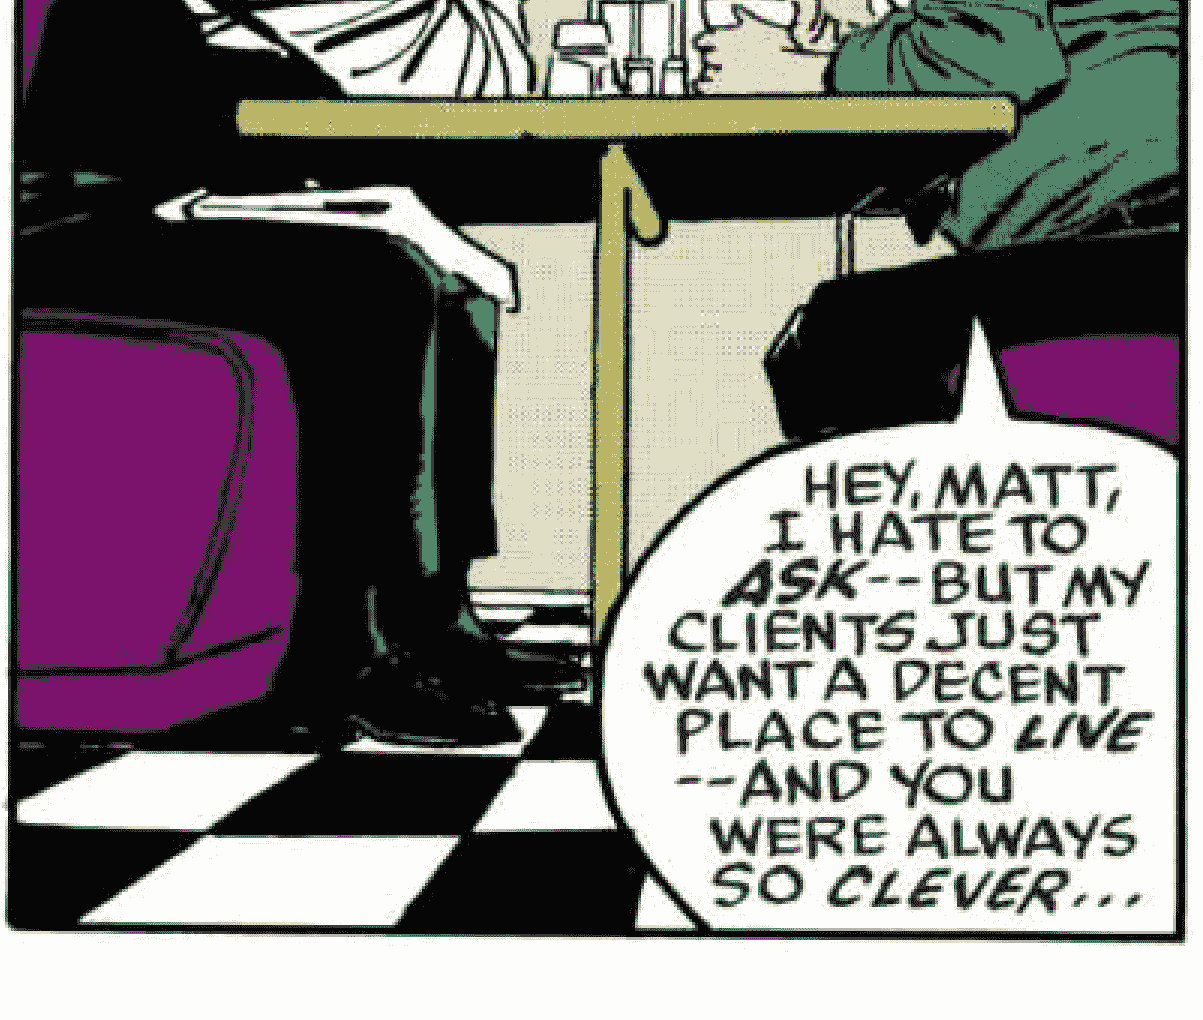 HEY, MATT,
I HATE TO
ASK--BUT MY
CLIENTS JUST
WANT A DECENT
PLACE TO LIVE
--AND YOU
WERE ALWAYS
SO CLEVER...